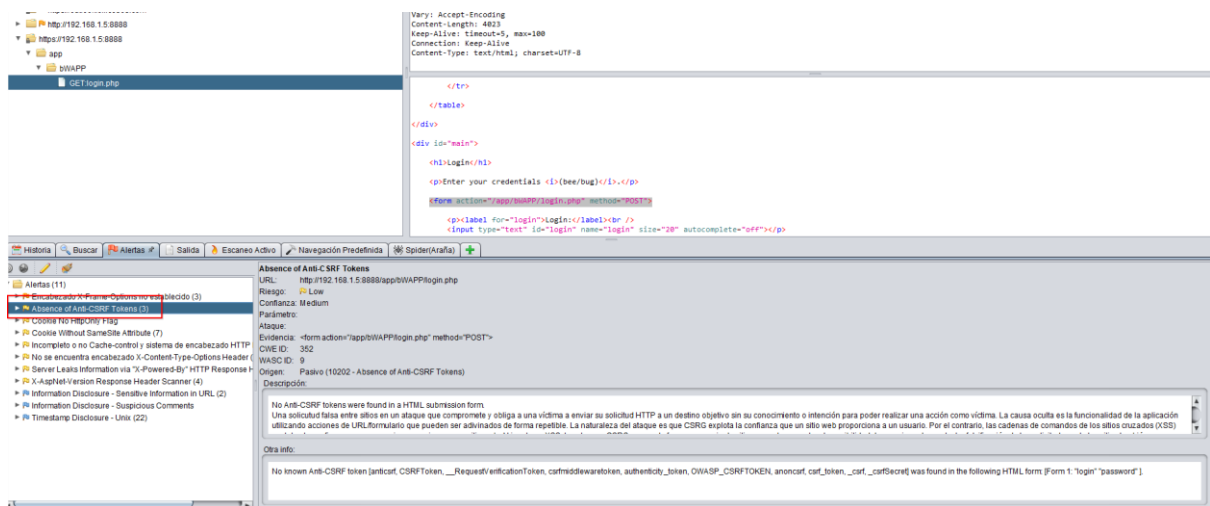 http://192.168.1.5:8888
https://192.168.1.5:8888
app
bWAPP
GET:login.php
Vary: Accept-Encoding
Content-Length: 4023
Keep-Alive: timeout=5, max=100
Connection: Keep-Alive
Content-Type: text/html; charset=UTF-8
</tr>
</table>
</div>
<div id="main">
<h1>Login</h1>
<p>Enter your credentials <i>(bee/bug)</i>.</p>
<form action="/app/bWAPP/login.php" method="POST">
<p><label for="login">Login:</label><br />
<input type="text" id="login" name="login" size="20" autocomplete="off"></p>
Historia Buscar Alertas Salida Escaneo Activo Navegación Predefinida Spider(Araña)
Alertas (11)
Encabezado X-Frame-Options no establecido (3)
Absence of Anti-CSRF Tokens (3)
Cookie No HttpOnly Flag
Cookie Without SameSite Attribute (7)
Incompleto o no Cache-control y sistema de encabezado HTTP
No se encuentra encabezado X-Content-Type-Options Header (
Server Leaks Information via "X-Powered-By" HTTP Response H
X-AspNet-Version Response Header Scanner (4)
Information Disclosure - Sensitive Information in URL (2)
Information Disclosure - Suspicious Comments
Timestamp Disclosure - Unix (22)
Absence of Anti-CSRF Tokens
URL: http://192.168.1.5:8888/app/bWAPP/login.php
Riesgo: Low
Confianza: Medium
Parámetro:
Ataque:
Evidencia: <form action="/app/bWAPP/login.php" method="POST">
CWE ID: 352
WASC ID: 9
Origen: Pasivo (10202 - Absence of Anti-CSRF Tokens)
Descripción:
No Anti-CSRF tokens were found in a HTML submission form.
Una solicitud falsa entre sitios en un ataque que compromete y obliga a una víctima a enviar su solicitud HTTP a un destino objetivo sin su conocimiento o intención para poder realizar una acción como víctima. La causa oculta es la funcionalidad de la aplicación
utilizando acciones de URL/formulario que pueden ser adivinados de forma repetible. La naturaleza del ataque es que CSRG explota la confianza que un sitio web proporciona a un usuario. Por el contrario, las cadenas de comandos de los sitios cruzados (XSS)
Otra info:
No known Anti-CSRF token [anticsrf, CSRFToken, __RequestVerificationToken, csrfmiddlewaretoken, authenticity_token, OWASP_CSRFTOKEN, anoncsrf, csrf_token, _csrf, _csrfSecret] was found in the following HTML form: [Form 1: "login" "password" ].